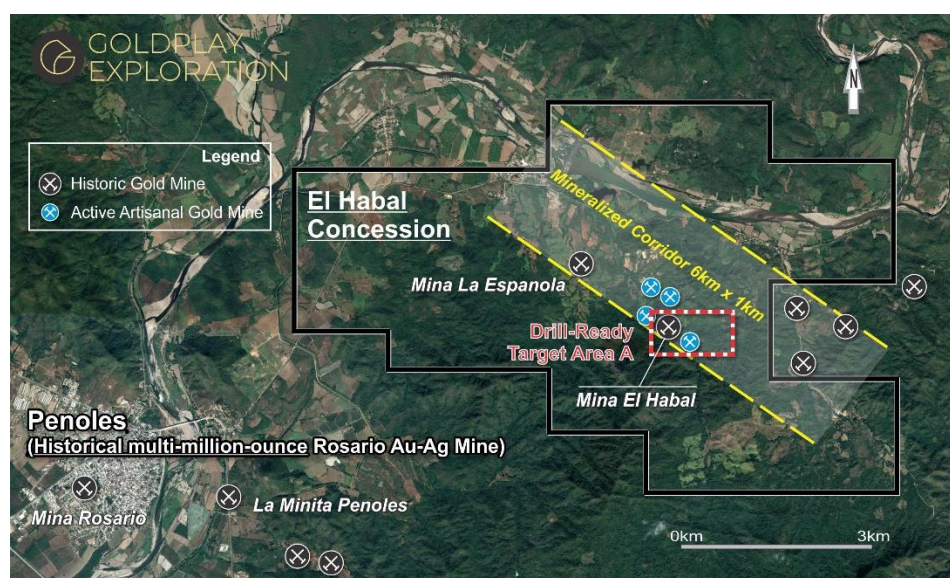 GOLDPLAY
EXPLORATION
N
Legend
Historic Gold Mine
Active Artisanal Gold Mine
El Habal
Concession
Mineralized Corridor 6km x 1km
Mina La Espanola
Drill-Ready
Target Area A
Mina El Habal
Penoles
(Historical multi-million-ounce Rosario Au-Ag Mine)
Mina Rosario
La Minita Penoles
0km 3km